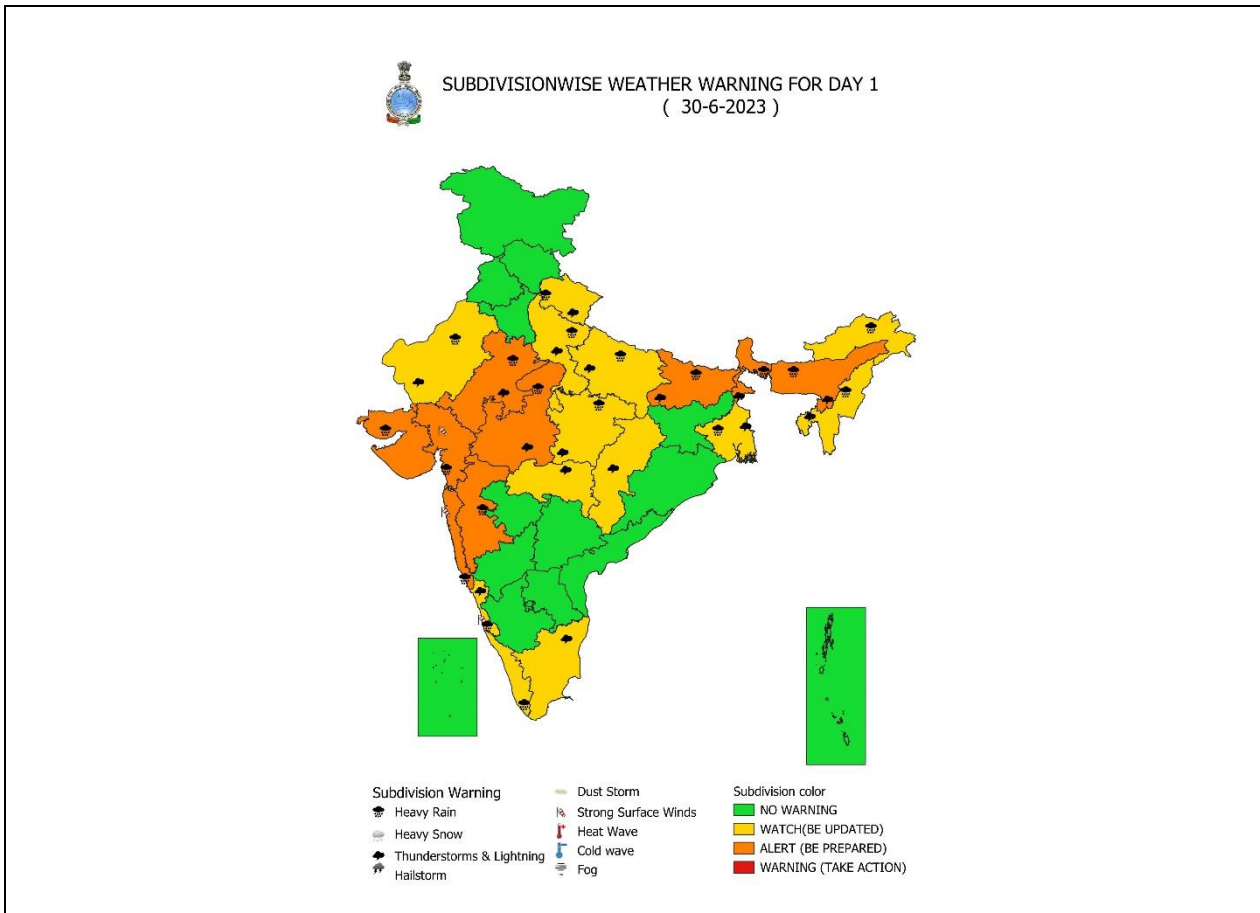 SUBDIVISIONWISE WEATHER WARNING FOR DAY 1
( 30-6-2023 )
Subdivision Warning
Heavy Rain
Heavy Snow
Thunderstorms & Lightning
Hailstorm
Dust Storm
Strong Surface Winds
Heat Wave
Cold wave
Fog
Subdivision color
NO WARNING
WATCH(BE UPDATED)
ALERT (BE PREPARED)
WARNING (TAKE ACTION)